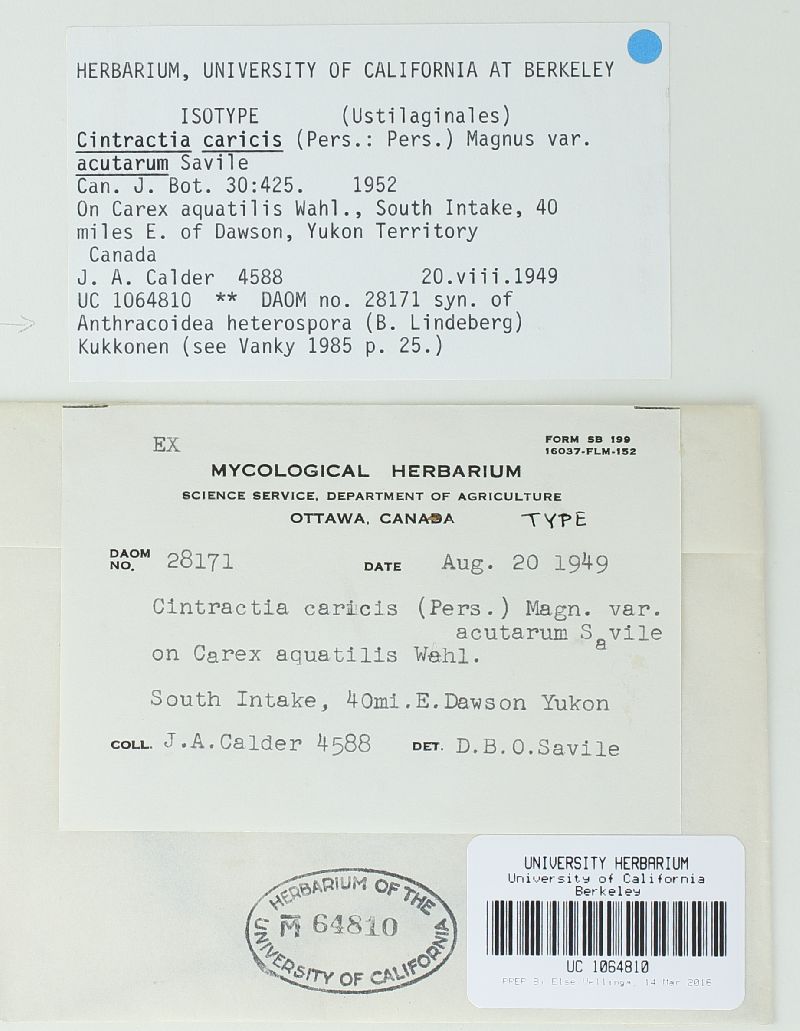 HERBARIUM, UNIVERSITY OF CALIFORNIA AT BERKELEY
ISOTYPE (Ustilaginales)
Cintractia caricis (Pers.: Pers.) Magnus var.
acutarum Savile
Can. J. Bot. 30:425. 1952
On Carex aquatilis Wahl., South Intake, 40
miles E. of Dawson, Yukon Territory
Canada
J. A. Calder 4588 20.viii.1949
UC 1064810 ** DAOM no. 28171 syn. of
Anthracoidea heterospora (B. Lindeberg)
Kukkonen (see Vanky 1985 p. 25.)
EX
FORM SB 199
16037-FLM-152
MYCOLOGICAL HERBARIUM
SCIENCE SERVICE, DEPARTMENT OF AGRICULTURE
OTTAWA, CANADA TYPE
DAOM NO. 28171 DATE Aug. 20 1949
Cintractia caricis (Pers.) Magn. var.
acutarum Savile
on Carex aquatilis Wahl.
South Intake, 40mi.E.Dawson Yukon
COLL. J.A.Calder 4588 DET. D.B.O.Savile
HERBARIUM OF THE
M 64810
UNIVERSITY OF CALIFORNIA
UNIVERSITY HERBARIUM
University of California
Berkeley
UC 1064810
PREP By Else Vellinga, 14 Mar 2016